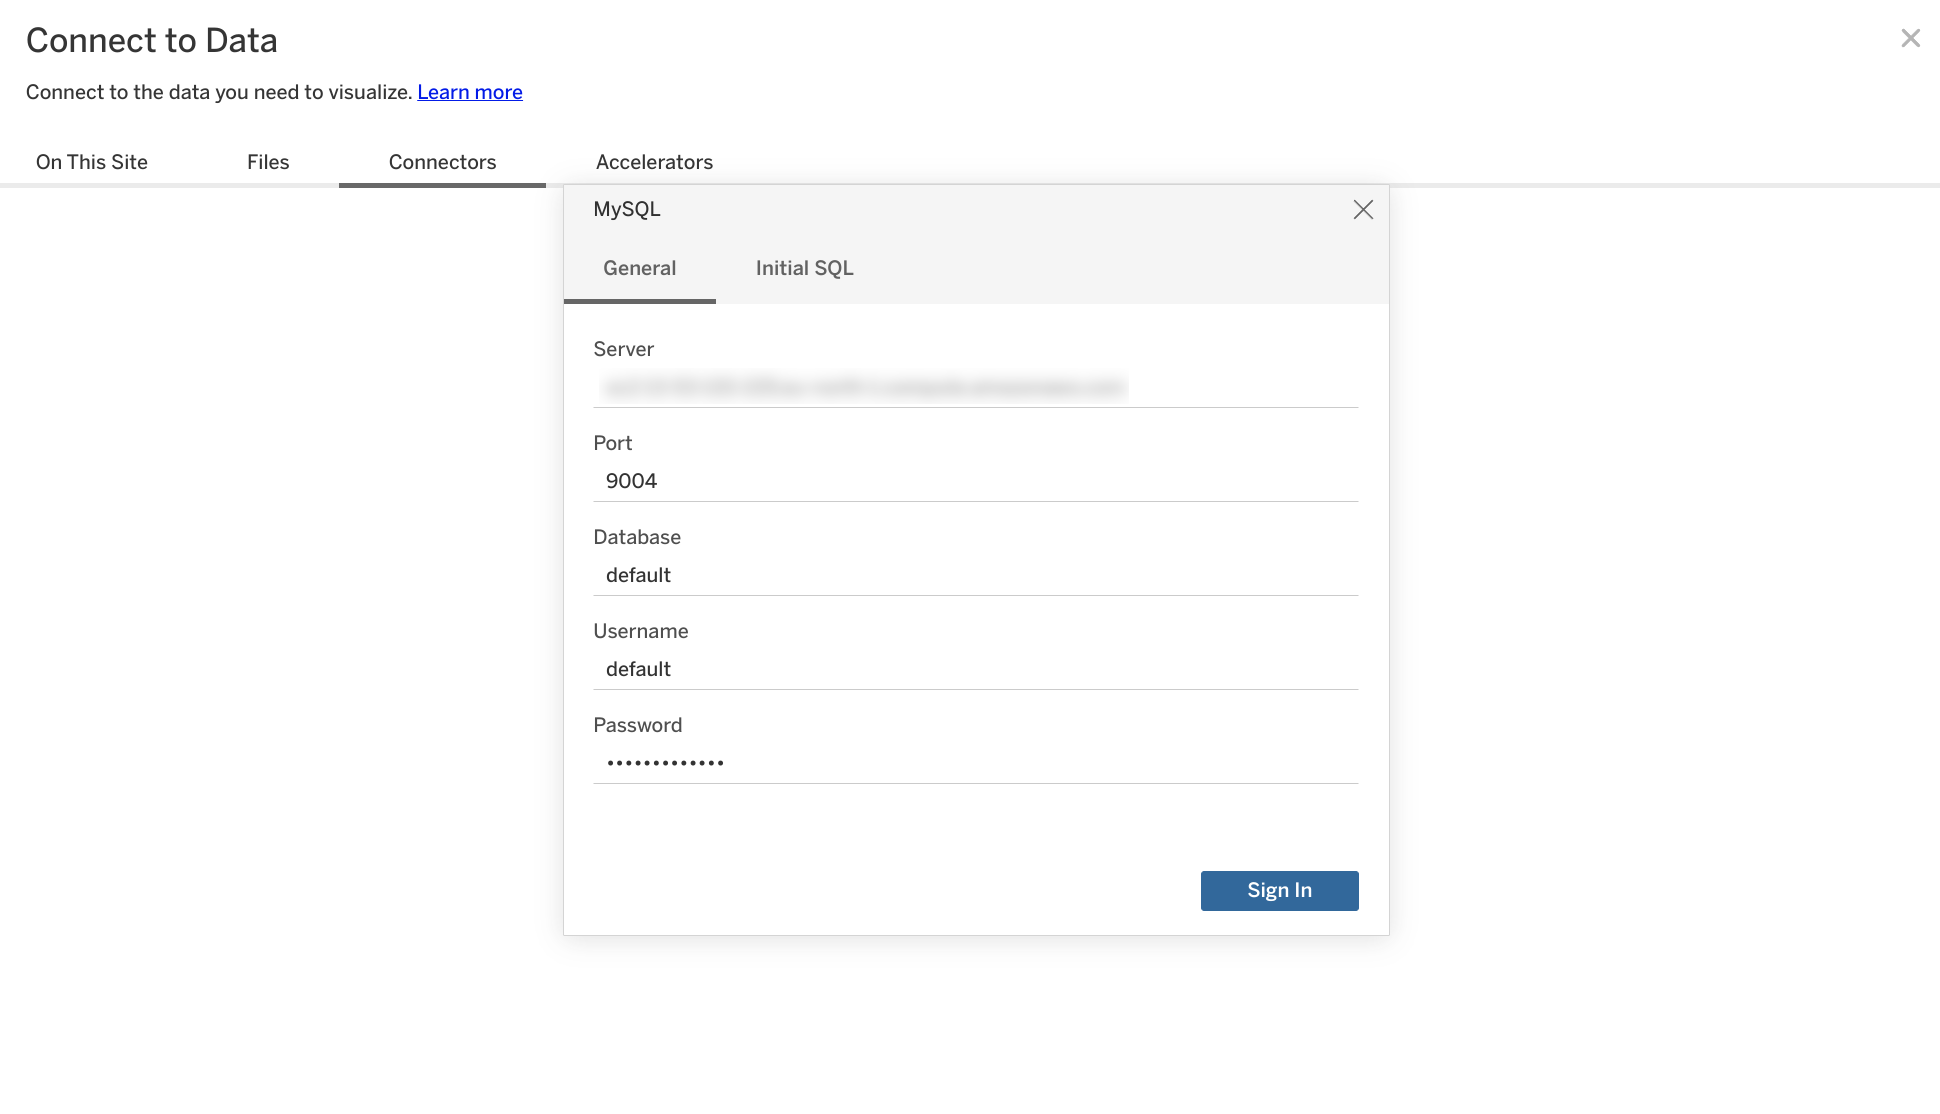 Connect to Data
Connect to the data you need to visualize. Learn more
On This Site Files Connectors Accelerators
MySQL
General Initial SQL
Server
Port
9004
Database
default
Username
default
Password
•••••••••••••
Sign In